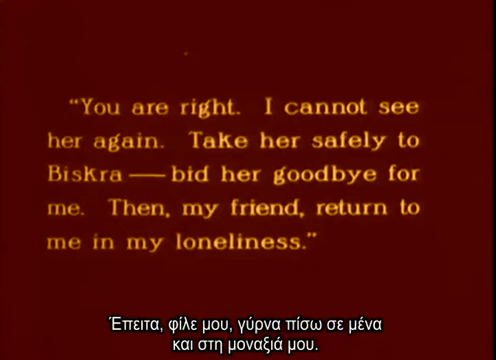 “You are right. I cannot see
her again. Take her safely to
Biskra — bid her goodbye for
me. Then, my friend, return to
me in my loneliness.”
Έπειτα, φίλε μου, γύρνα πίσω σε μένα
και στη μοναξιά μου.